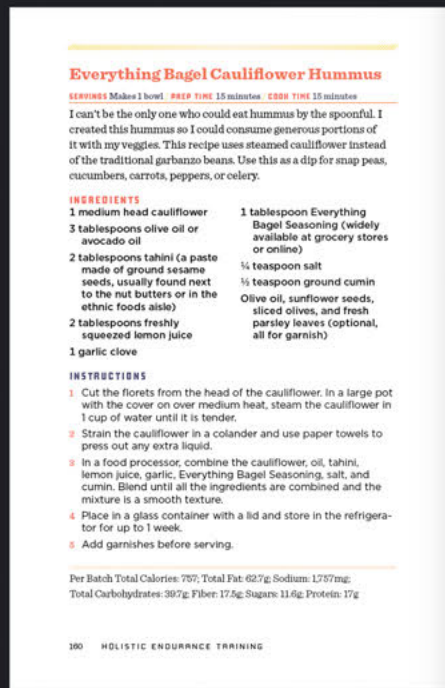 Everything Bagel Cauliflower Hummus
SERVINGS Makes 1 bowl PREP TIME 15 minutes COOK TIME 15 minutes
I can't be the only one who could eat hummus by the spoonful. I
created this hummus so I could consume generous portions of
it with my veggies. This recipe uses steamed cauliflower instead
of the traditional garbanzo beans. Use this as a dip for snap peas,
cucumbers, carrots, peppers, or celery.
INGREDIENTS
1 medium head cauliflower
3 tablespoons olive oil or
avocado oil
2 tablespoons tahini (a paste
made of ground sesame
seeds, usually found next
to the nut butters or in the
ethnic foods aisle)
2 tablespoons freshly
squeezed lemon juice
1 garlic clove
1 tablespoon Everything
Bagel Seasoning (widely
available at grocery stores
or online)
¼ teaspoon salt
½ teaspoon ground cumin
Olive oil, sunflower seeds,
sliced olives, and fresh
parsley leaves (optional,
all for garnish)
INSTRUCTIONS
1 Cut the florets from the head of the cauliflower. In a large pot
with the cover on over medium heat, steam the cauliflower in
1 cup of water until it is tender.
2 Strain the cauliflower in a colander and use paper towels to
press out any extra liquid.
3 In a food processor, combine the cauliflower, oil, tahini,
lemon juice, garlic, Everything Bagel Seasoning, salt, and
cumin. Blend until all the ingredients are combined and the
mixture is a smooth texture.
4 Place in a glass container with a lid and store in the refrigera-
tor for up to 1 week.
5 Add garnishes before serving.
Per Batch Total Calories: 757; Total Fat: 62.7g; Sodium: 1,757mg;
Total Carbohydrates: 39.7g; Fiber: 17.5g; Sugars: 11.6g; Protein: 17g
160 HOLISTIC ENDURANCE TRAINING